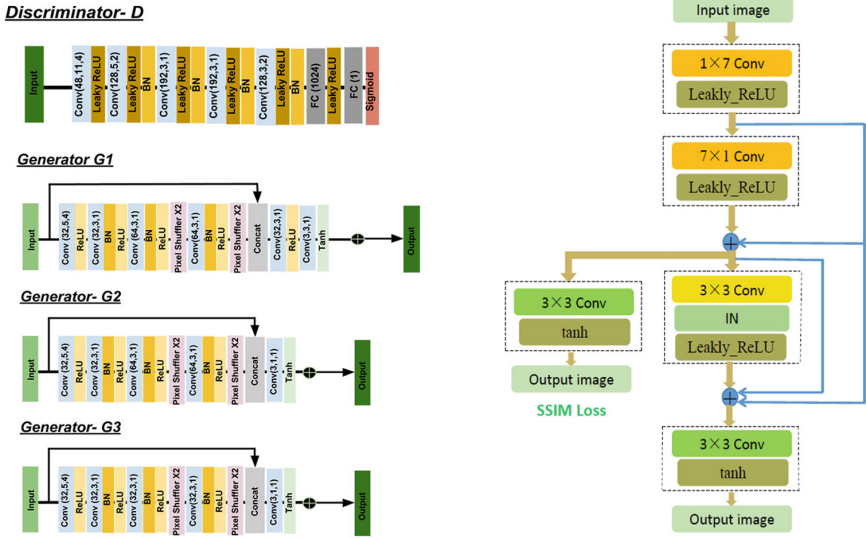 Discriminator- D
Input
Conv(48,11,4)
Leaky ReLU
Conv(128,5,2)
Leaky ReLU
BN
Conv(192,3,1)
Leaky ReLU
BN
Conv(192,3,1)
Leaky ReLU
BN
Conv(128,3,2)
Leaky ReLU
BN
FC (1024)
Leaky ReLU
FC (1)
Sigmoid
Generator G1
Input
Conv (32,5,4)
ReLU
Conv (32,3,1)
BN
ReLU
Conv (64,3,1)
BN
ReLU
Pixel Shuffler X2
Conv(64,3,1)
BN
ReLU
Pixel Shuffler X2
Concat
Conv(32,3,1)
ReLU
Conv(3,3,1)
Tanh
Output
Generator- G2
Input
Conv (32,5,4)
ReLU
Conv (32,3,1)
BN
ReLU
Conv (64,3,1)
BN
ReLU
Pixel Shuffler X2
Conv(64,3,1)
BN
ReLU
Pixel Shuffler X2
Concat
Conv(3,1,1)
Tanh
Output
Generator- G3
Input
Conv (32,5,4)
ReLU
Conv (32,3,1)
BN
ReLU
Conv (32,3,1)
BN
ReLU
Pixel Shuffler X2
Conv(32,3,1)
BN
ReLU
Pixel Shuffler X2
Concat
Conv(3,1,1)
Tanh
Output
Input image
1×7 Conv
Leakly_ReLU
7×1 Conv
Leakly_ReLU
3×3 Conv
tanh
Output image
SSIM Loss
3×3 Conv
IN
Leakly_ReLU
3×3 Conv
tanh
Output image